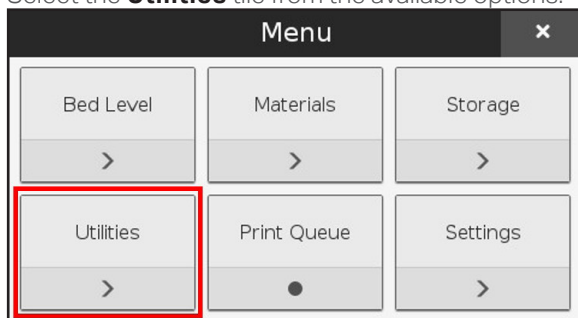 Select the Utilities tile from the available options.
Menu ×
Bed Level Materials Storage
> > >
Utilities Print Queue Settings
> ● >